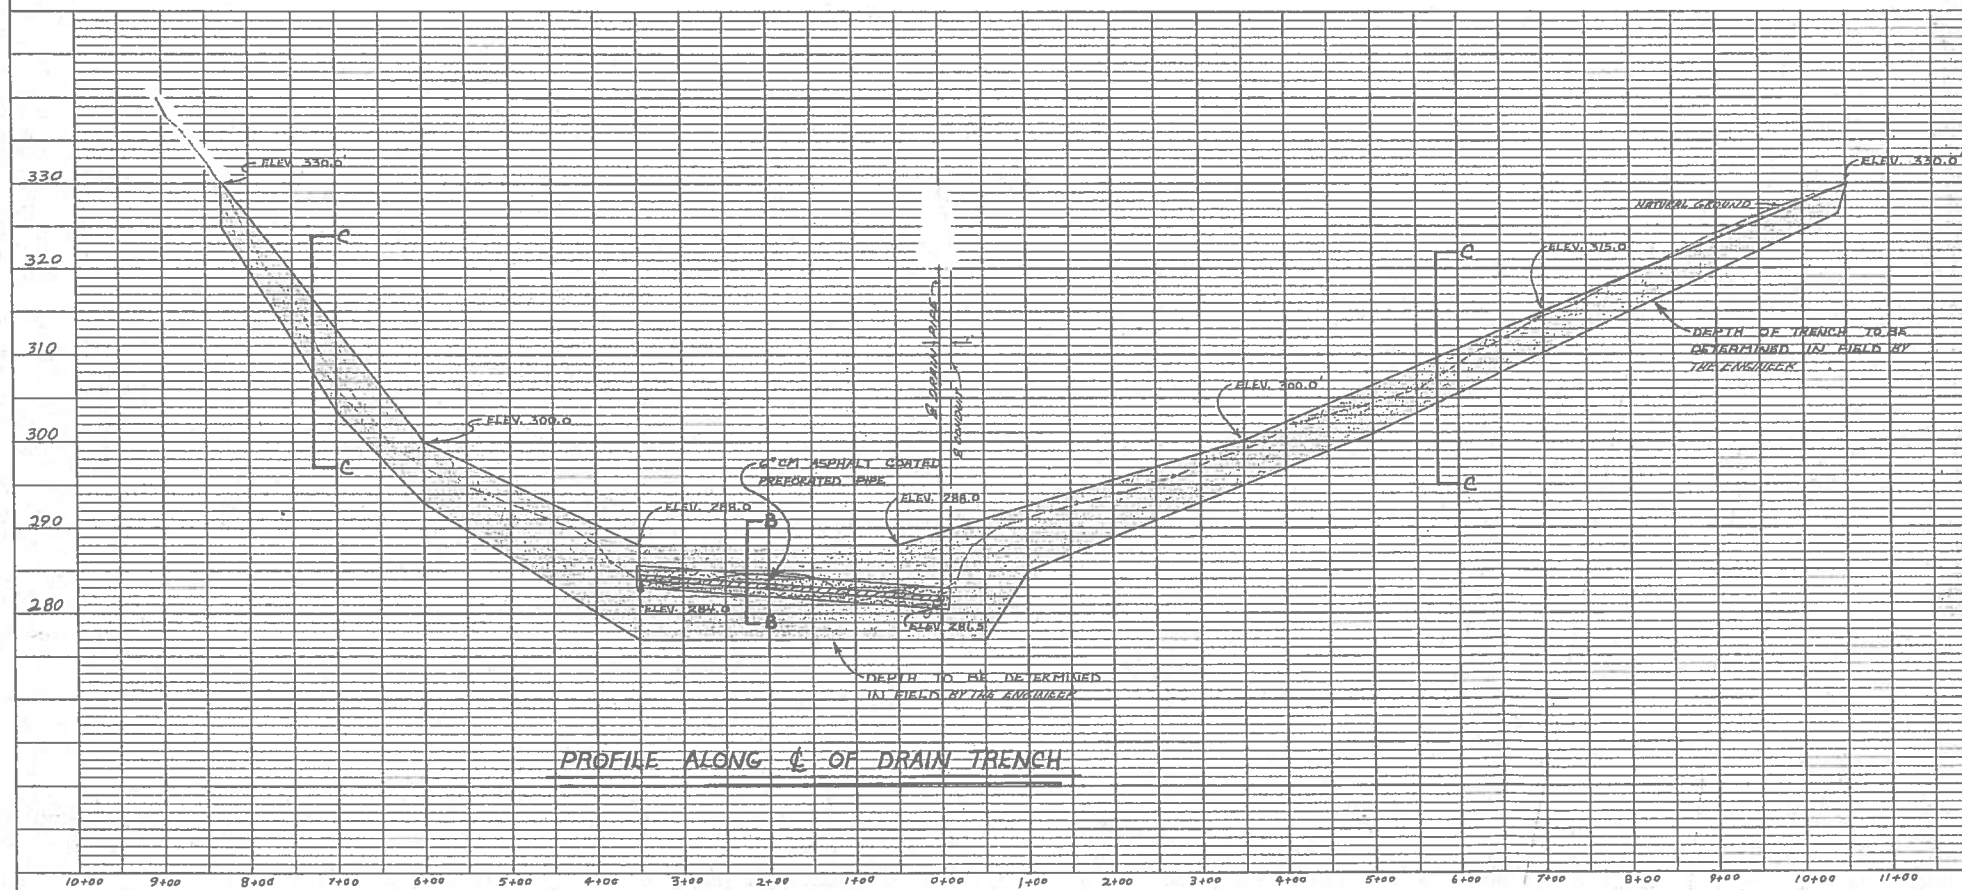 ELEV. 330.0'
ELEV. 330.0'
330
NATURAL GROUND
C
C
ELEV. 315.0
320
℄ DRAIN PIPE
DEPTH OF TRENCH TO BE
DETERMINED IN FIELD BY
THE ENGINEER
310
℄ CONDUIT
ELEV. 300.0'
ELEV. 300.0
300
C
6" CM ASPHALT COATED
PREFORATED PIPE
C
ELEV. 288.0
ELEV. 288.0
B
290
ELEV. 284.0
280
B
ELEV. 281.5'
DEPTH TO BE DETERMINED
IN FIELD BY THE ENGINEER
PROFILE ALONG ℄ OF DRAIN TRENCH
10+00 9+00 8+00 7+00 6+00 5+00 4+00 3+00 2+00 1+00 0+00 1+00 2+00 3+00 4+00 5+00 6+00 7+00 8+00 9+00 10+00 11+00